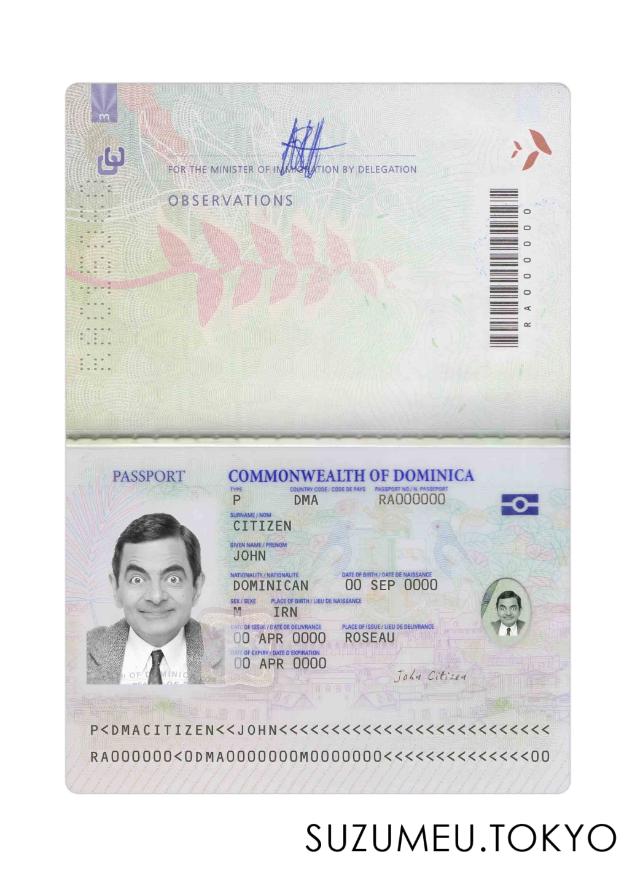 FOR THE MINISTER OF IMMIGRATION BY DELEGATION
OBSERVATIONS
RA000000
PASSPORT
COMMONWEALTH OF DOMINICA
TYPE COUNTRY CODE / CODE DE PAYS PASSPORT NO / N. PASSEPORT
P DMA RA000000
SURNAME / NOM
CITIZEN
GIVEN NAME / PRENOM
JOHN
NATIONALITY / NATIONALITE DATE OF BIRTH / DATE DE NAISSANCE
DOMINICAN 00 SEP 0000
SEX / SEXE PLACE OF BIRTH / LIEU DE NAISSANCE
M IRN
DATE OF ISSUE / DATE DE DELIVRANCE PLACE OF ISSUE / LIEU DE DELIVRANCE
00 APR 0000 ROSEAU
DATE OF EXPIRY / DATE D'EXPIRATION
00 APR 0000
OF DOMINIC
John Citizen
P<DMACITIZEN<<JOHN<<<<<<<<<<<<<<<<<<<<<<<<<<
RA000000<0DMA0000000M0000000<<<<<<<<<<<<<<00
SUZUMEU.TOKYO